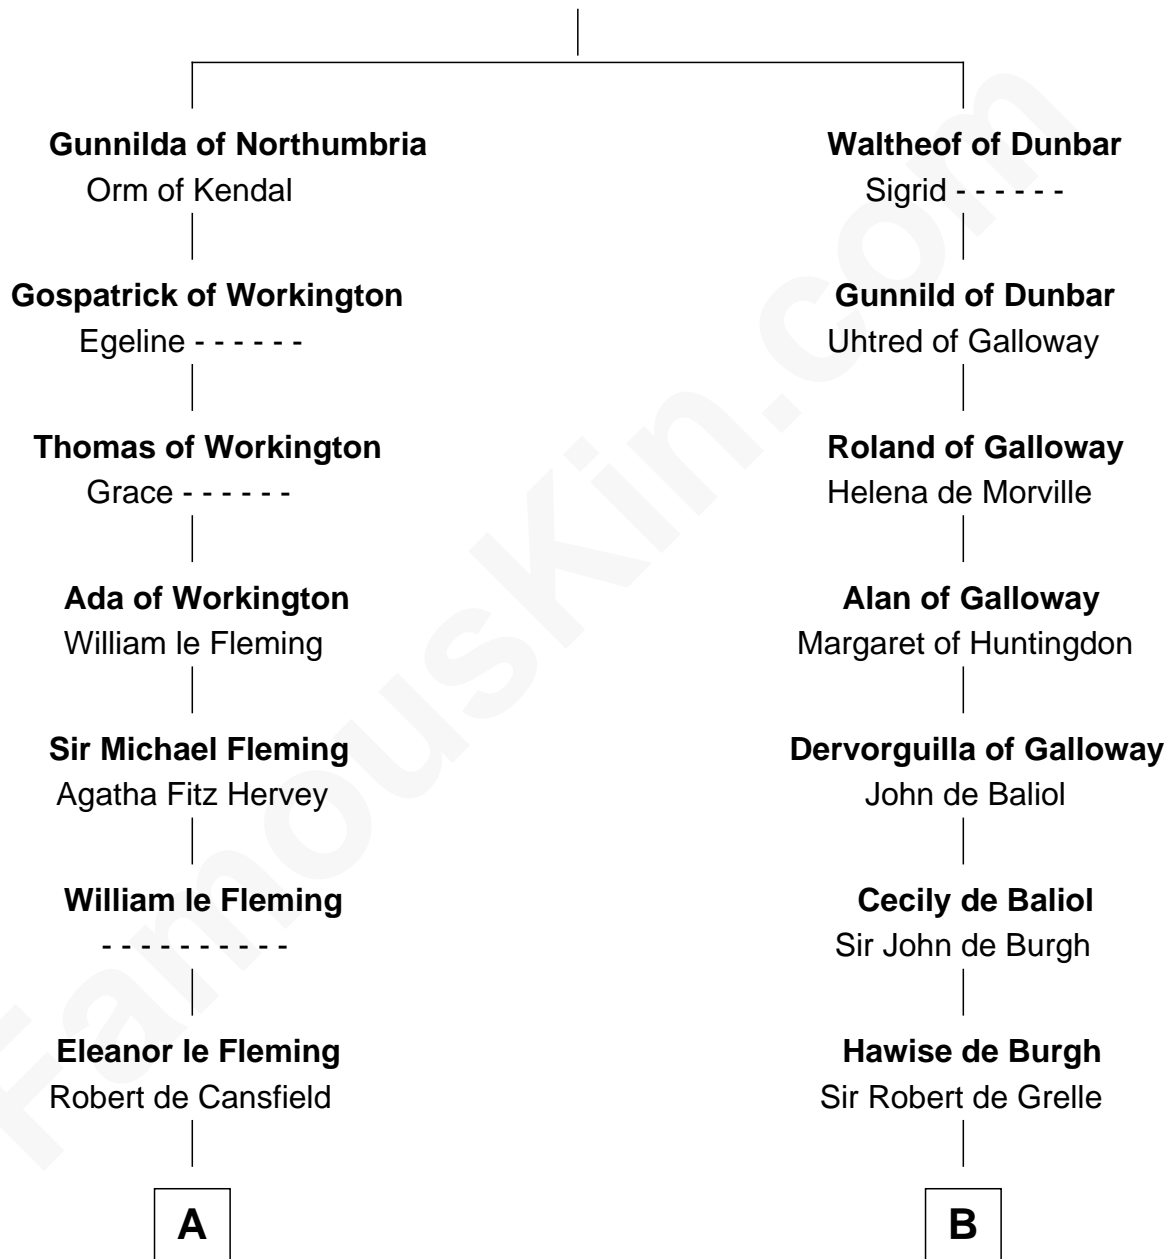 Gunnilda of Northumbria
Orm of Kendal
Gospatrick of Workington
Egeline - - - - - -
Thomas of Workington
Grace - - - - - -
Ada of Workington
William le Fleming
Sir Michael Fleming
Agatha Fitz Hervey
William le Fleming
- - - - - - - - - -
Eleanor le Fleming
Robert de Cansfield
A
Waltheof of Dunbar
Sigrid - - - - - -
Gunnild of Dunbar
Uhtred of Galloway
Roland of Galloway
Helena de Morville
Alan of Galloway
Margaret of Huntingdon
Dervorguilla of Galloway
John de Baliol
Cecily de Baliol
Sir John de Burgh
Hawise de Burgh
Sir Robert de Grelle
B
FamousKin.com